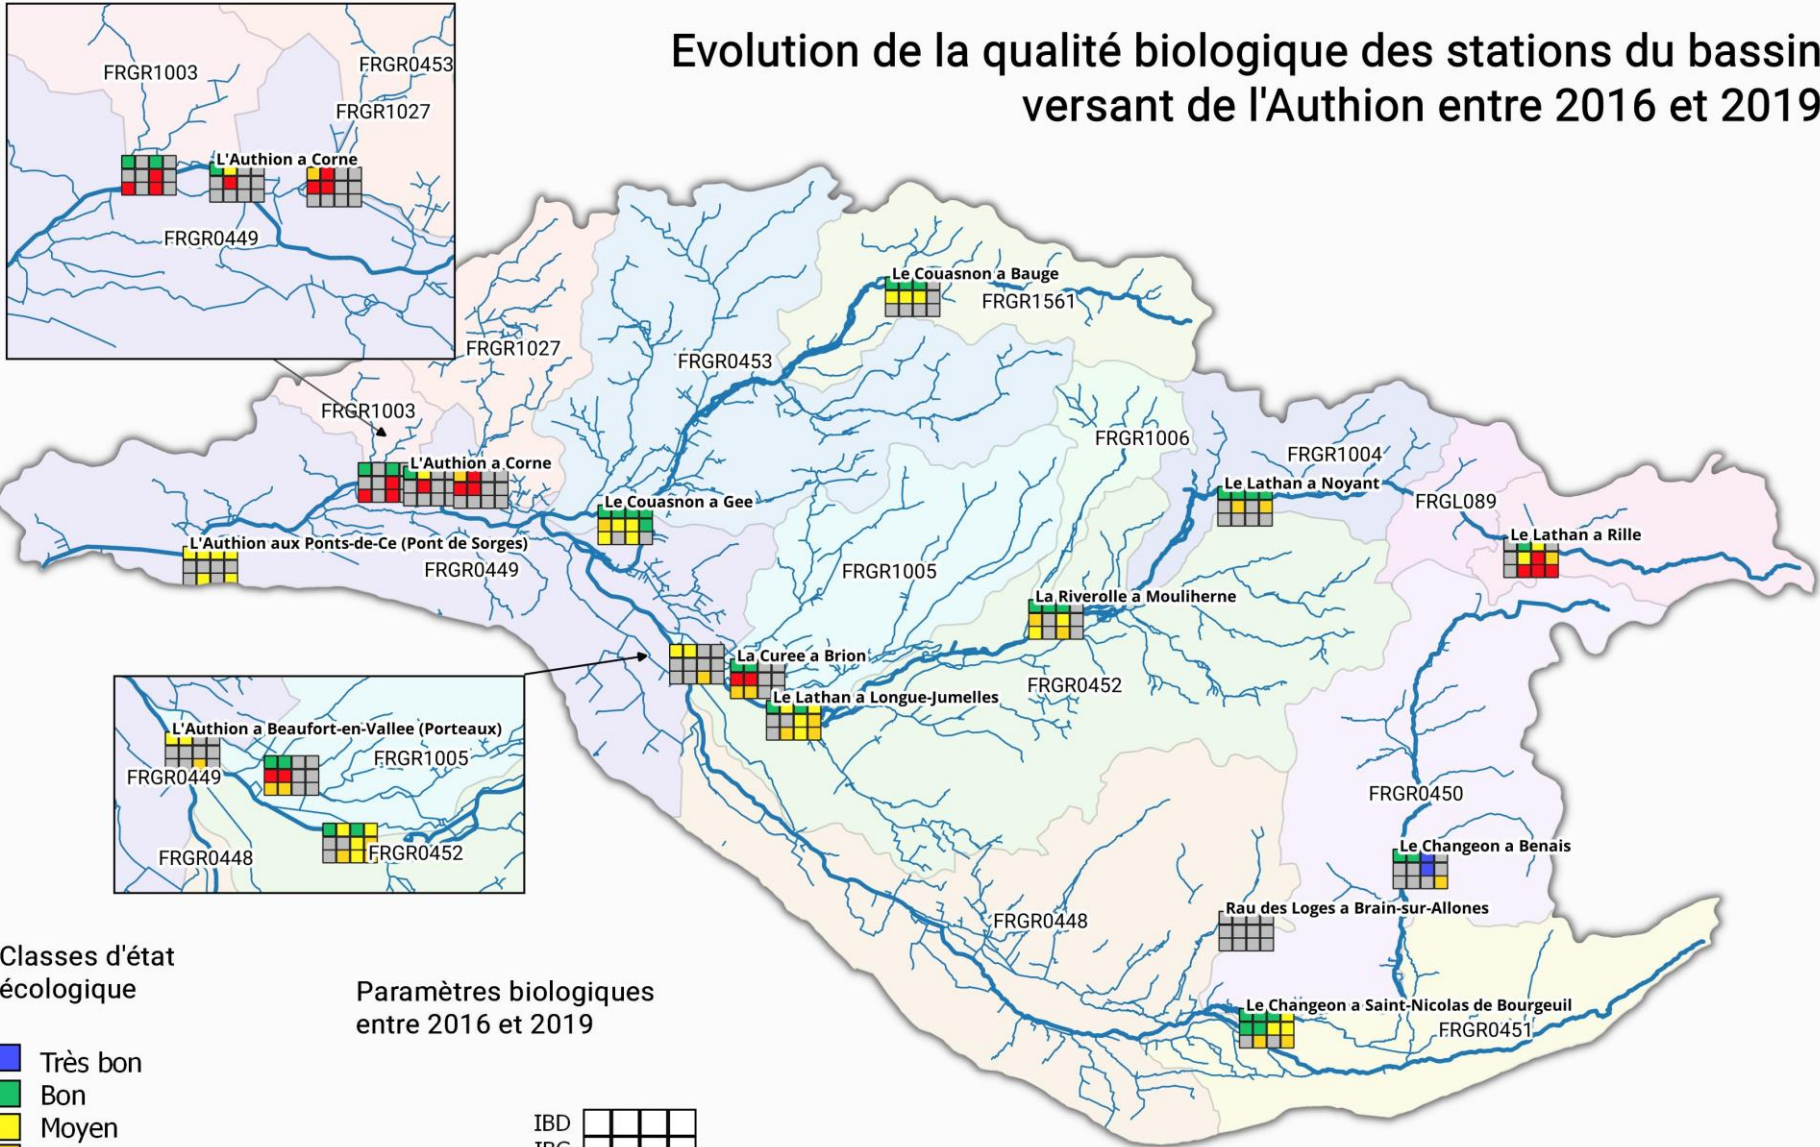 Evolution de la qualité biologique des stations du bassin
versant de l'Authion entre 2016 et 2019
FRGR1003
FRGR0453
FRGR1027
L'Authion a Corne
FRGR0449
Le Couasnon a Bauge
FRGR1561
FRGR1027
FRGR0453
FRGR1003
FRGR1006
FRGR1004
L'Authion a Corne
Le Lathan a Noyant
FRGL089
Le Couasnon a Gee
Le Lathan a Rille
L'Authion aux Ponts-de-Ce (Pont de Sorges)
FRGR0449
FRGR1005
La Riverolle a Mouliherne
La Curee a Brion
FRGR0452
Le Lathan a Longue-Jumelles
L'Authion a Beaufort-en-Vallee (Porteaux)
FRGR1005
FRGR0449
FRGR0448
FRGR0452
FRGR0450
Le Changeon a Benais
Rau des Loges a Brain-sur-Allones
FRGR0448
Le Changeon a Saint-Nicolas de Bourgeuil
FRGR0451
Classes d'état
écologique
Très bon
Bon
Moyen
Paramètres biologiques
entre 2016 et 2019
IBD